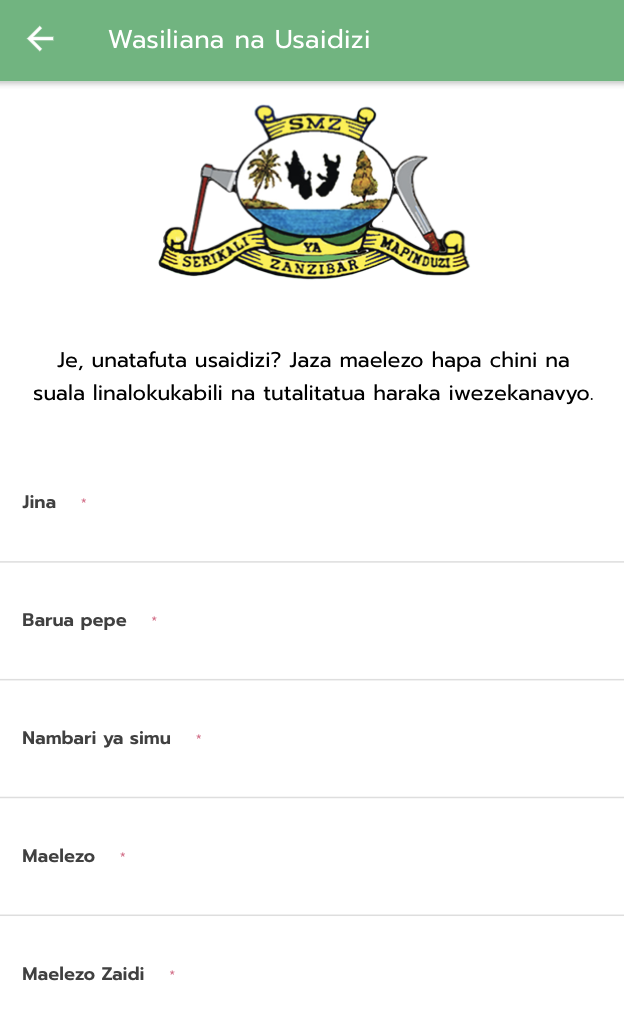 Wasiliana na Usaidizi
SMZ
SERIKALI YA MAPINDUZI
ZANZIBAR
Je, unatafuta usaidizi? Jaza maelezo hapa chini na
suala linalokukabili na tutalitatua haraka iwezekanavyo.
Jina *
Barua pepe *
Nambari ya simu *
Maelezo *
Maelezo Zaidi *